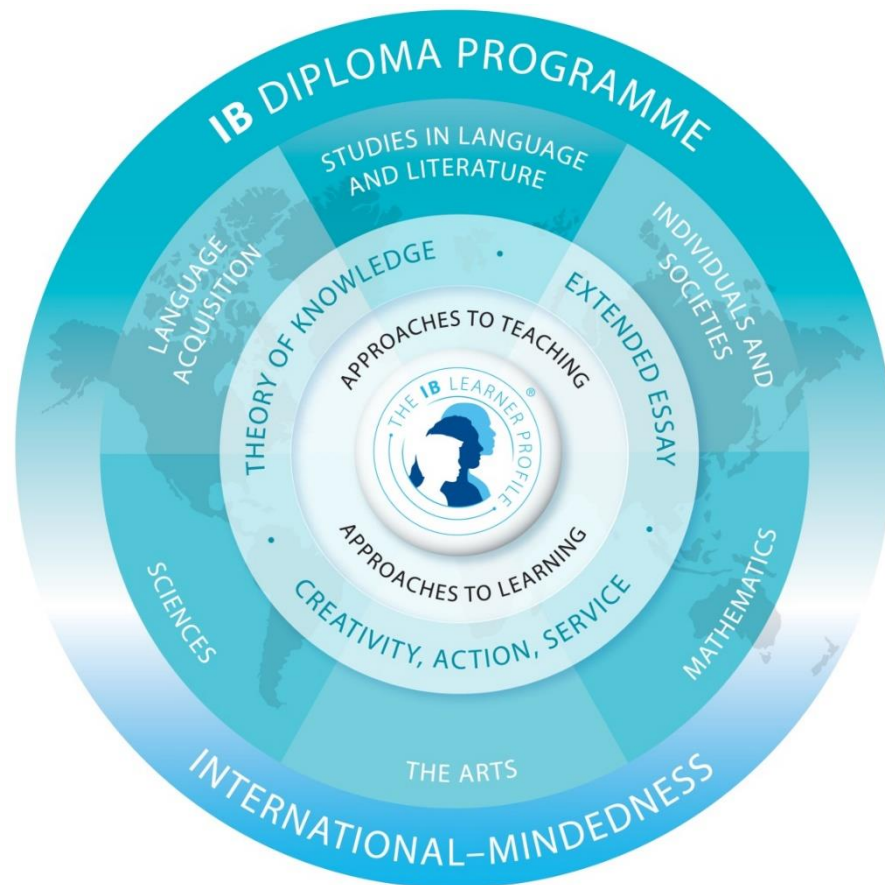 IB DIPLOMA PROGRAMME
STUDIES IN LANGUAGE
AND LITERATURE
LANGUAGE
ACQUISITION
INDIVIDUALS AND
SOCIETIES
THEORY OF KNOWLEDGE •
EXTENDED ESSAY •
APPROACHES TO TEACHING
• THE IB LEARNER PROFILE • ®
APPROACHES TO LEARNING
CREATIVITY, ACTION, SERVICE •
SCIENCES
MATHEMATICS
THE ARTS
INTERNATIONAL–MINDEDNESS